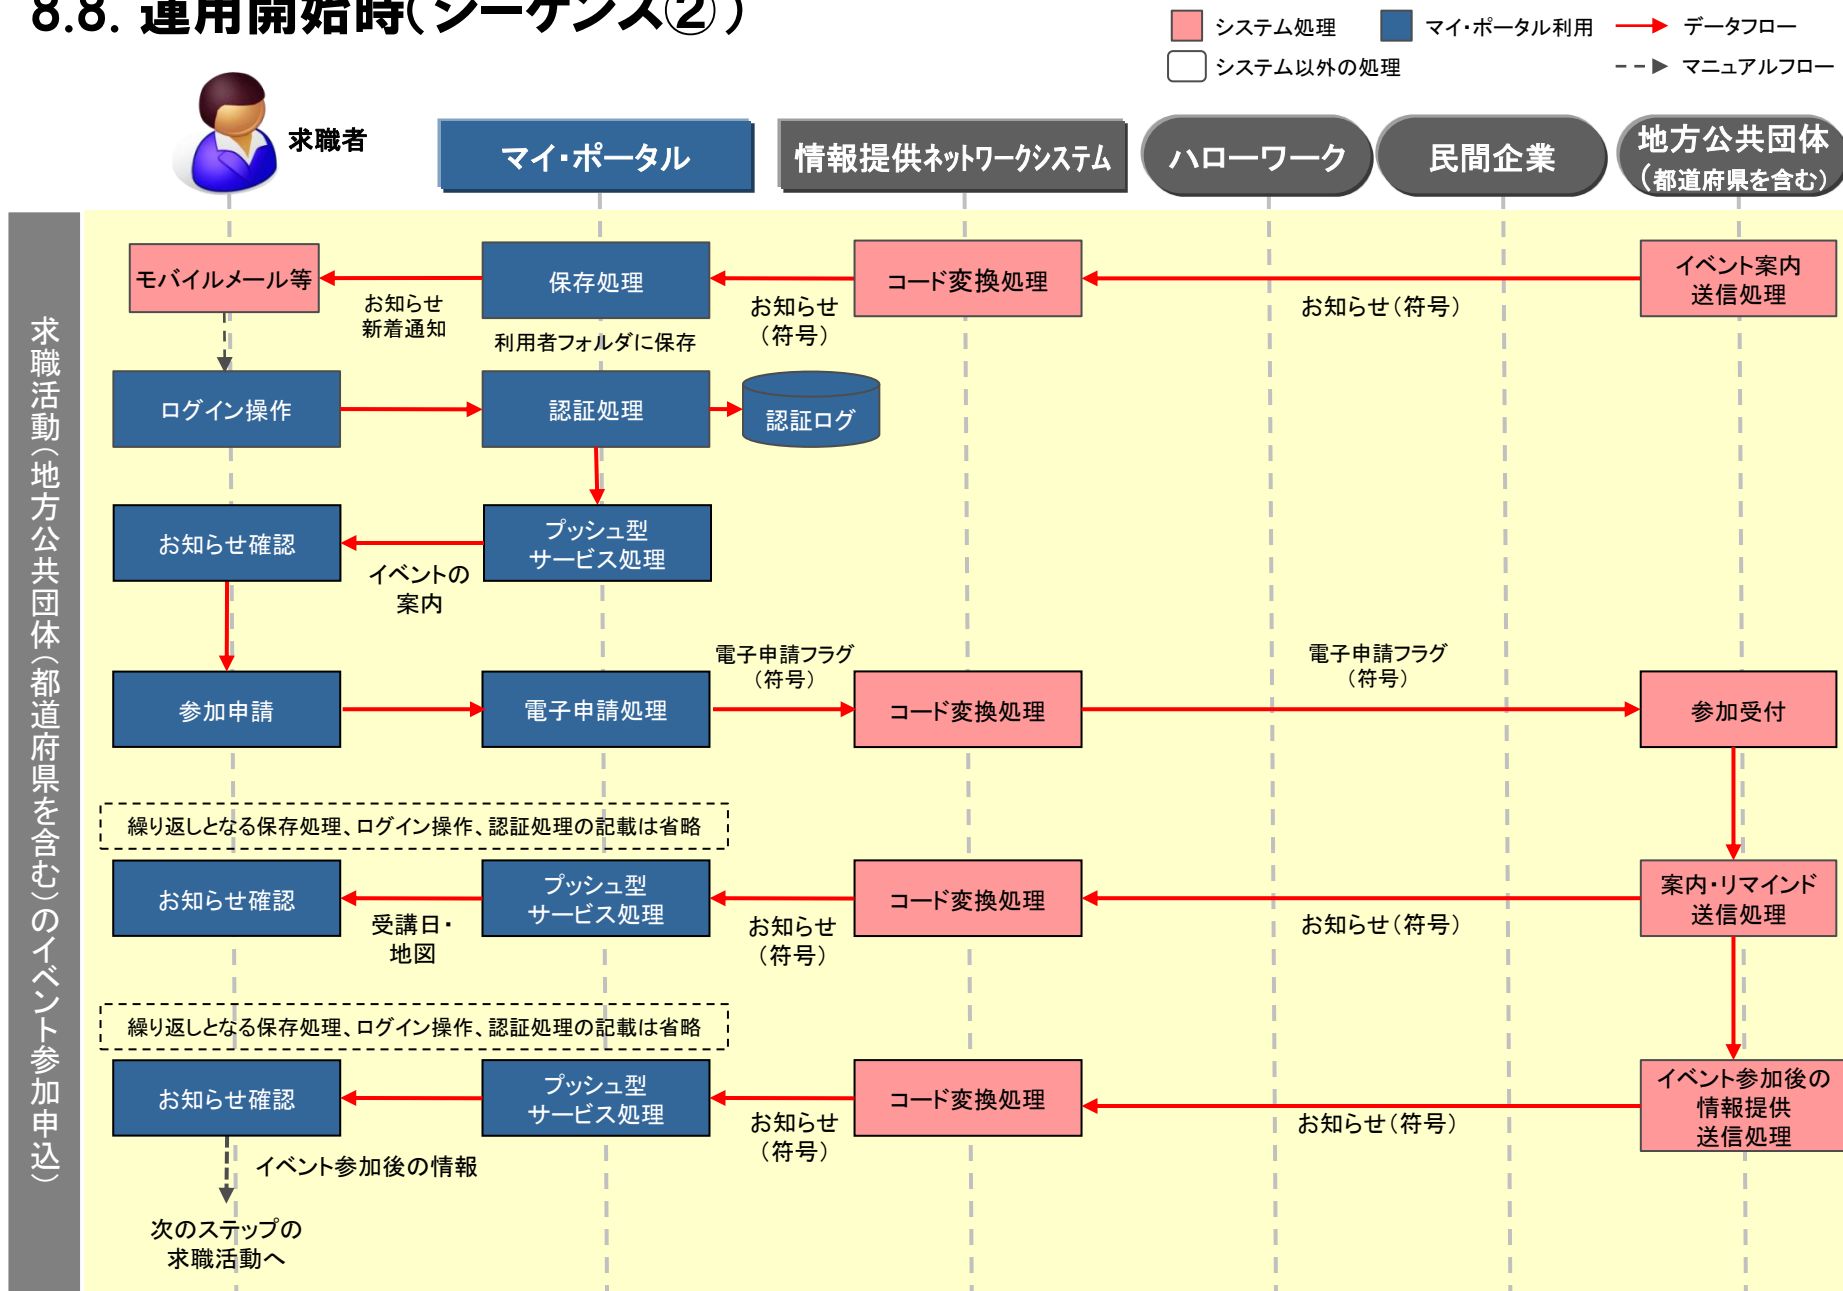 8.8. 運用開始時(シーケンス②)
システム処理
マイ・ポータル利用
データフロー
システム以外の処理
マニュアルフロー
求職者
マイ・ポータル
情報提供ネットワークシステム
ハローワーク
民間企業
地方公共団体
(都道府県を含む)
求職活動(地方公共団体(都道府県を含む)のイベント参加申込)
モバイルメール等
お知らせ
新着通知
保存処理
利用者フォルダに保存
お知らせ
(符号)
コード変換処理
お知らせ(符号)
イベント案内
送信処理
ログイン操作
認証処理
認証ログ
お知らせ確認
イベントの
案内
プッシュ型
サービス処理
参加申請
電子申請処理
電子申請フラグ
(符号)
コード変換処理
電子申請フラグ
(符号)
参加受付
繰り返しとなる保存処理、ログイン操作、認証処理の記載は省略
お知らせ確認
受講日・
地図
プッシュ型
サービス処理
お知らせ
(符号)
コード変換処理
お知らせ(符号)
案内・リマインド
送信処理
繰り返しとなる保存処理、ログイン操作、認証処理の記載は省略
お知らせ確認
プッシュ型
サービス処理
お知らせ
(符号)
コード変換処理
お知らせ(符号)
イベント参加後の
情報提供
送信処理
イベント参加後の情報
次のステップの
求職活動へ